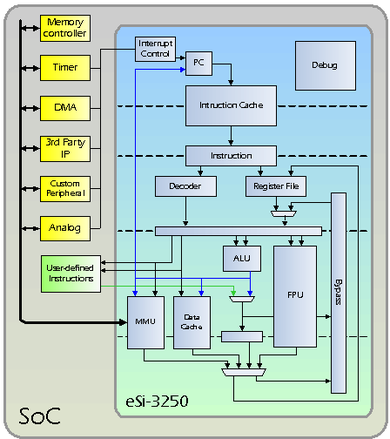 Memory
controller
Timer
DMA
3rd Party
IP
Custom
Peripheral
Analog
User-defined
Instructions
Interrupt
Control
PC
Debug
Intruction Cache
Instruction
Decoder
Register File
ALU
FPU
Bypass
MMU
Data
Cache
eSi-3250
SoC